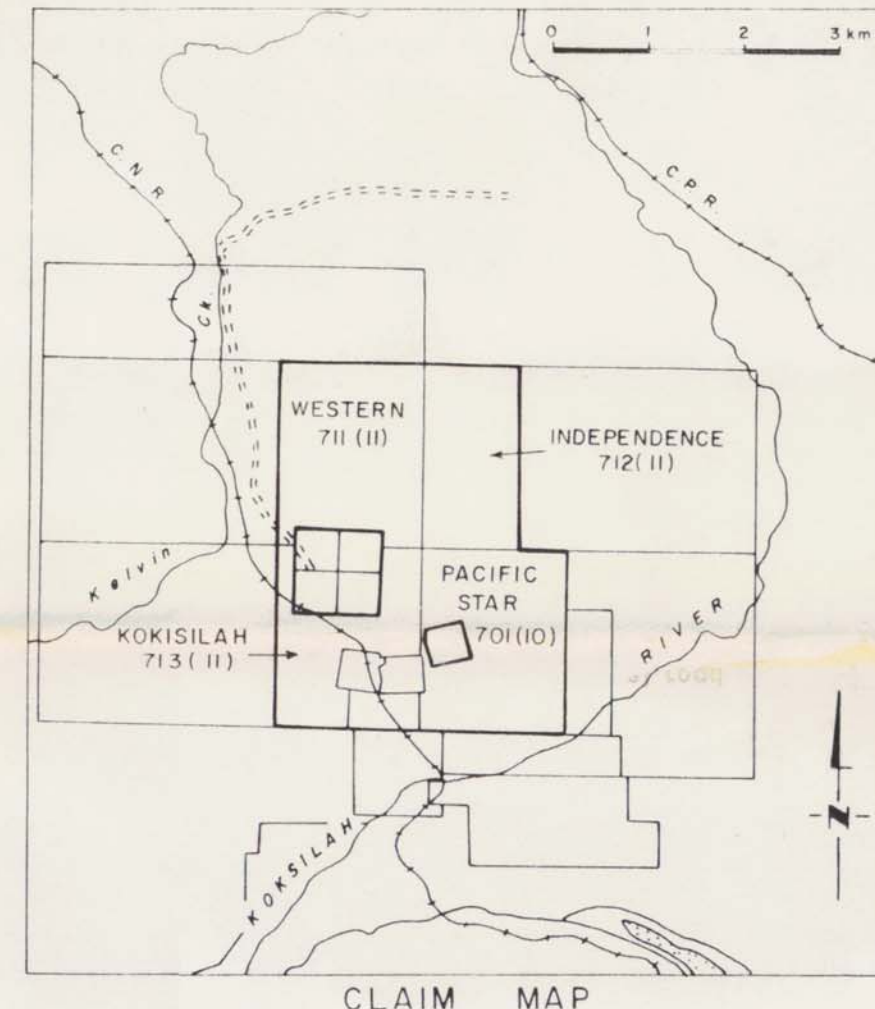 0 1 2 3 km
C.N.R
C.P.R.
Ck.
WESTERN
711 (11)
INDEPENDENCE
712 (11)
Kelvin
PACIFIC
STAR
701(10)
KOKISILAH
713 (11)
RIVER
KOKSILAH
N
CLAIM MAP